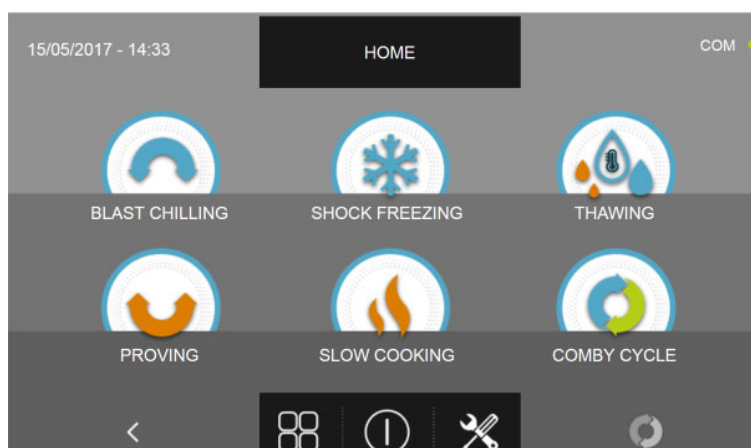 15/05/2017 - 14:33
HOME
COM
BLAST CHILLING
SHOCK FREEZING
THAWING
PROVING
SLOW COOKING
COMBY CYCLE